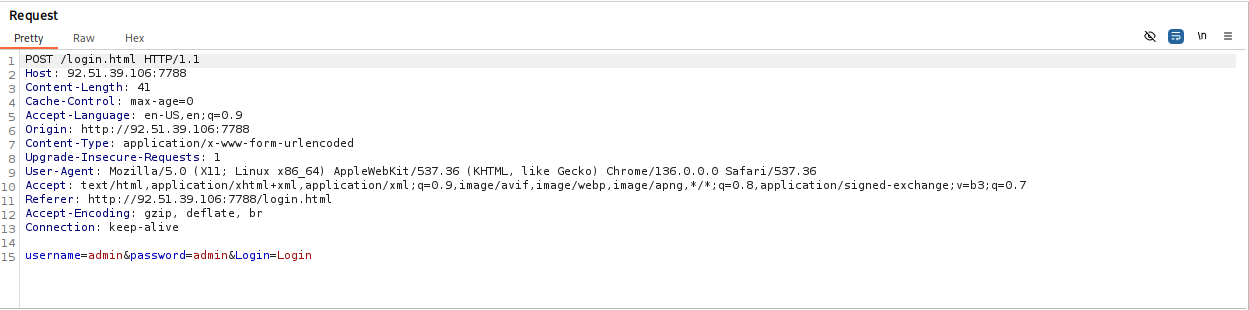 Request
Pretty Raw Hex
\n
1 POST /login.html HTTP/1.1
2 Host: 92.51.39.106:7788
3 Content-Length: 41
4 Cache-Control: max-age=0
5 Accept-Language: en-US,en;q=0.9
6 Origin: http://92.51.39.106:7788
7 Content-Type: application/x-www-form-urlencoded
8 Upgrade-Insecure-Requests: 1
9 User-Agent: Mozilla/5.0 (X11; Linux x86_64) AppleWebKit/537.36 (KHTML, like Gecko) Chrome/136.0.0.0 Safari/537.36
10 Accept: text/html,application/xhtml+xml,application/xml;q=0.9,image/avif,image/webp,image/apng,*/*;q=0.8,application/signed-exchange;v=b3;q=0.7
11 Referer: http://92.51.39.106:7788/login.html
12 Accept-Encoding: gzip, deflate, br
13 Connection: keep-alive
14
15 username=admin&password=admin&Login=Login